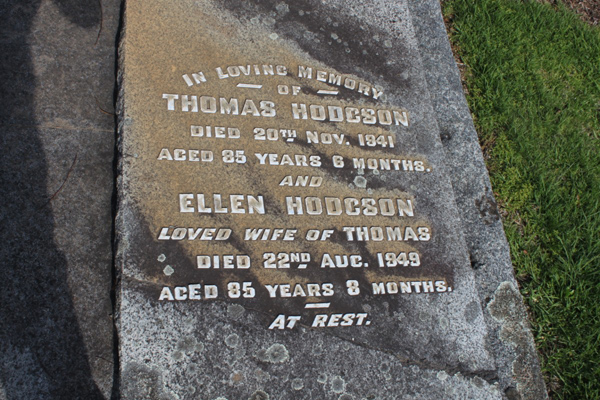 IN LOVING MEMORY
OF
THOMAS HODGSON
DIED 20TH NOV. 1941
AGED 85 YEARS 6 MONTHS.
AND
ELLEN HODGSON
LOVED WIFE OF THOMAS
DIED 22ND AUG. 1949
AGED 85 YEARS 8 MONTHS.
AT REST.